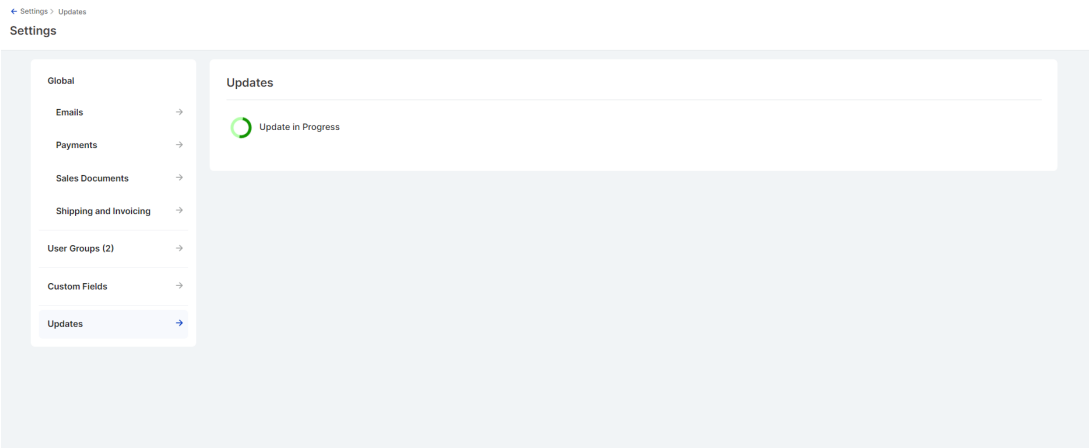 Settings > Updates
Settings
Global
Emails
Payments
Sales Documents
Shipping and Invoicing
User Groups (2)
Custom Fields
Updates
Updates
Update in Progress